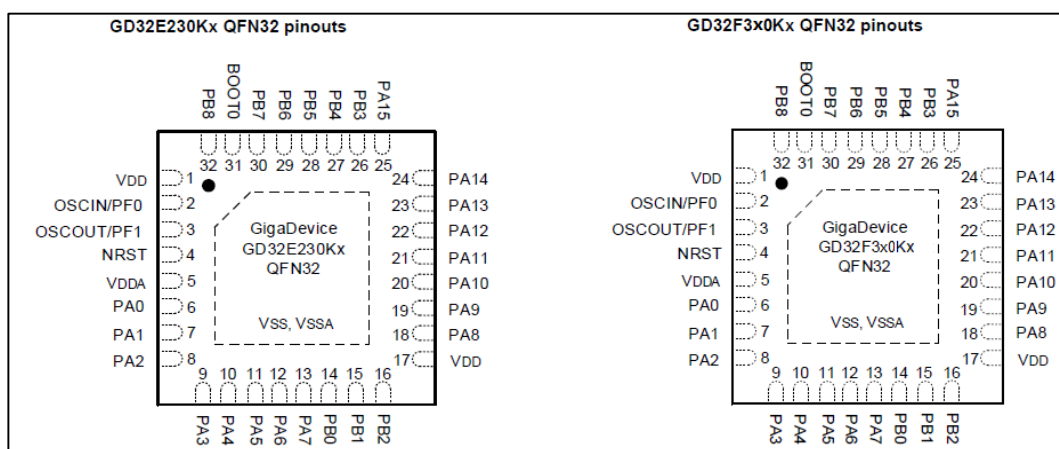 GD32E230Kx QFN32 pinouts
PB8 BOOT0 PB7 PB6 PB5 PB4 PB3 PA15
32 31 30 29 28 27 26 25
VDD 1 24 PA14
OSCIN/PF0 2 23 PA13
OSCOUT/PF1 3 22 PA12
NRST 4 21 PA11
VDDA 5 20 PA10
PA0 6 19 PA9
PA1 7 18 PA8
PA2 8 17 VDD
GigaDevice
GD32E230Kx
QFN32
VSS, VSSA
9 10 11 12 13 14 15 16
PA3 PA4 PA5 PA6 PA7 PB0 PB1 PB2
GD32F3x0Kx QFN32 pinouts
PB8 BOOT0 PB7 PB6 PB5 PB4 PB3 PA15
32 31 30 29 28 27 26 25
VDD 1 24 PA14
OSCIN/PF0 2 23 PA13
OSCOUT/PF1 3 22 PA12
NRST 4 21 PA11
VDDA 5 20 PA10
PA0 6 19 PA9
PA1 7 18 PA8
PA2 8 17 VDD
GigaDevice
GD32F3x0Kx
QFN32
VSS, VSSA
9 10 11 12 13 14 15 16
PA3 PA4 PA5 PA6 PA7 PB0 PB1 PB2